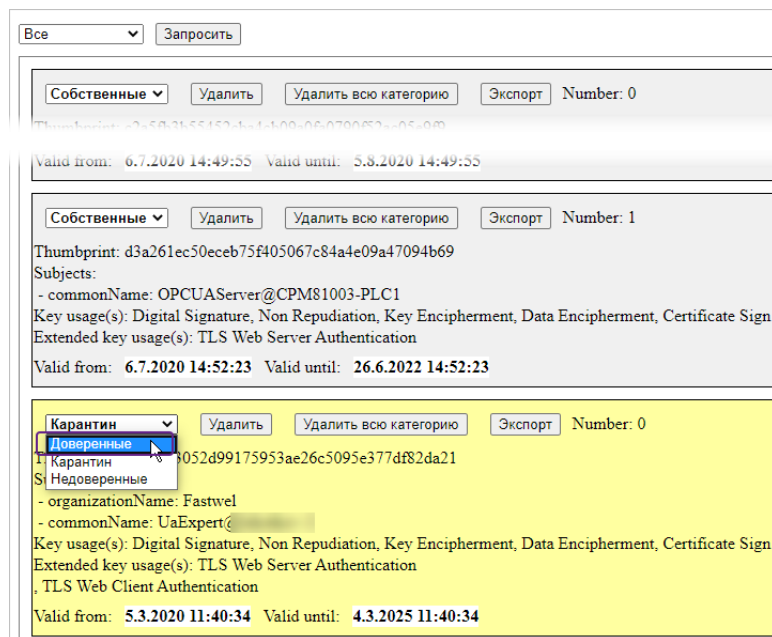 Все Запросить
Собственные Удалить Удалить всю категорию Экспорт Number: 0
Valid from: 6.7.2020 14:49:55 Valid until: 5.8.2020 14:49:55
Собственные Удалить Удалить всю категорию Экспорт Number: 1
Thumbprint: d3a261ec50eceb75f405067c84a4e09a47094b69
Subjects:
- commonName: OPCUAServer@CPM81003-PLC1
Key usage(s): Digital Signature, Non Repudiation, Key Encipherment, Data Encipherment, Certificate Sign
Extended key usage(s): TLS Web Server Authentication
Valid from: 6.7.2020 14:52:23 Valid until: 26.6.2022 14:52:23
Карантин Удалить Удалить всю категорию Экспорт Number: 0
Доверенные
Карантин 3052d99175953ae26c5095e377df82da21
Недоверенные
- organizationName: Fastwel
- commonName: UaExpert@
Key usage(s): Digital Signature, Non Repudiation, Key Encipherment, Data Encipherment, Certificate Sign
Extended key usage(s): TLS Web Server Authentication
, TLS Web Client Authentication
Valid from: 5.3.2020 11:40:34 Valid until: 4.3.2025 11:40:34